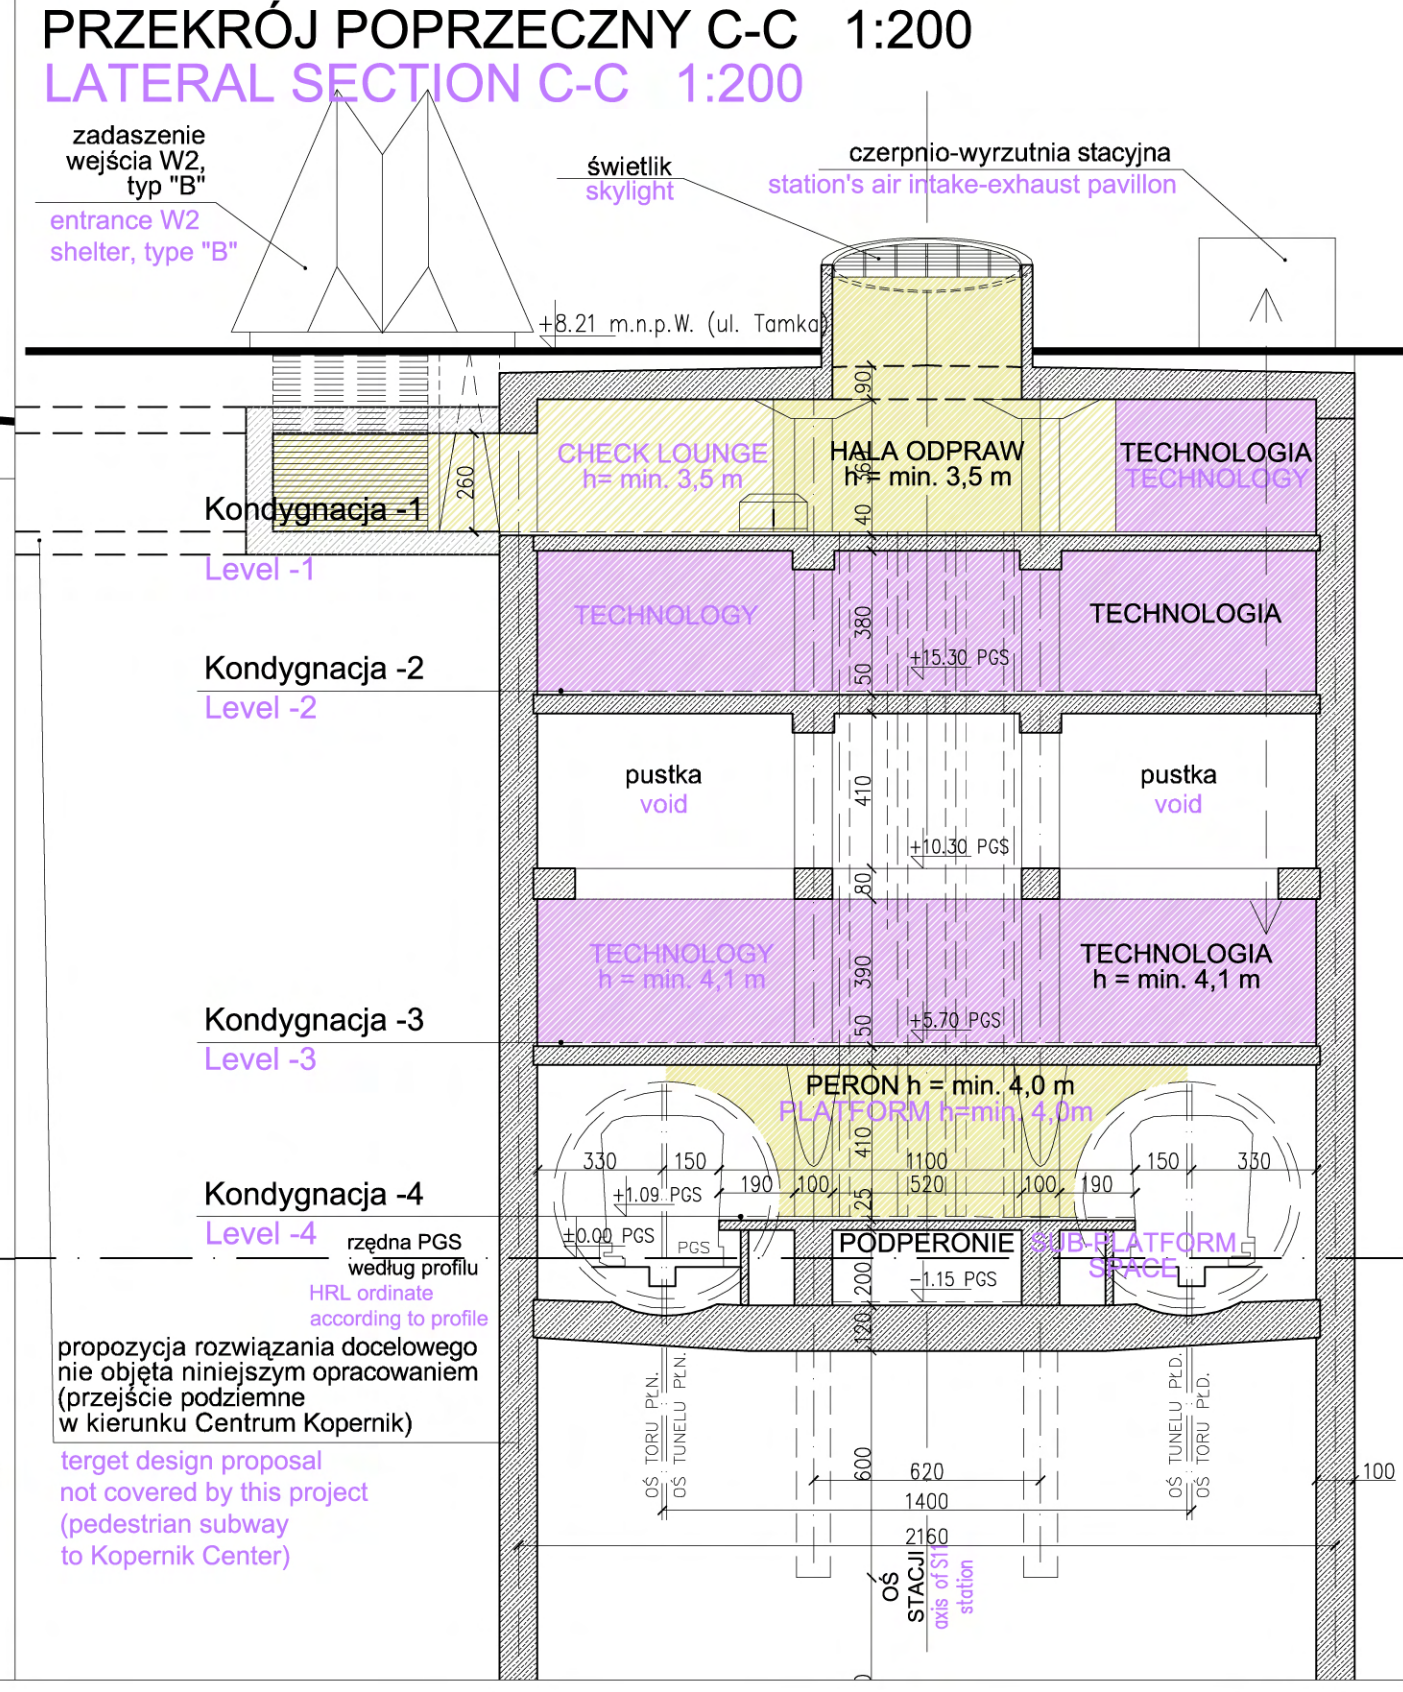 PRZEKRÓJ POPRZECZNY C-C 1:200
LATERAL SECTION C-C 1:200
zadaszenie
wejścia W2,
typ "B"
entrance W2
shelter, type "B"
świetlik
skylight
czerpnio-wyrzutnia stacyjna
station's air intake-exhaust pavillon
+8.21 m.n.p.W. (ul. Tamka)
90
CHECK LOUNGE
h= min. 3,5 m
HALA ODPRAW
h = min. 3,5 m
TECHNOLOGIA
TECHNOLOGY
260
360
40
Kondygnacja -1
Level -1
TECHNOLOGY
TECHNOLOGIA
380
+15.30 PGS
50
Kondygnacja -2
Level -2
pustka
void
pustka
void
410
+10.30 PGS
80
TECHNOLOGY
h = min. 4,1 m
TECHNOLOGIA
h = min. 4,1 m
390
+5.70 PGS
50
Kondygnacja -3
Level -3
PERON h = min. 4,0 m
PLATFORM h=min. 4,0m
410
330
150
1100
150
330
190
100
520
100
190
25
+1.09 PGS
Kondygnacja -4
Level -4
±0.00 PGS
PGS
rzędna PGS
według profilu
HRL ordinate
according to profile
PODPERONIE
SUB-PLATFORM
SPACE
-1.15 PGS
200
120
propozycja rozwiązania docelowego
nie objęta niniejszym opracowaniem
(przejście podziemne
w kierunku Centrum Kopernik)
terget design proposal
not covered by this project
(pedestrian subway
to Kopernik Center)
OŚ TORU PŁN.
OŚ TUNELU PŁN.
OŚ TUNELU PŁD.
OŚ TORU PŁD.
600
620
100
1400
2160
OŚ
STACJI
axis of S11
station